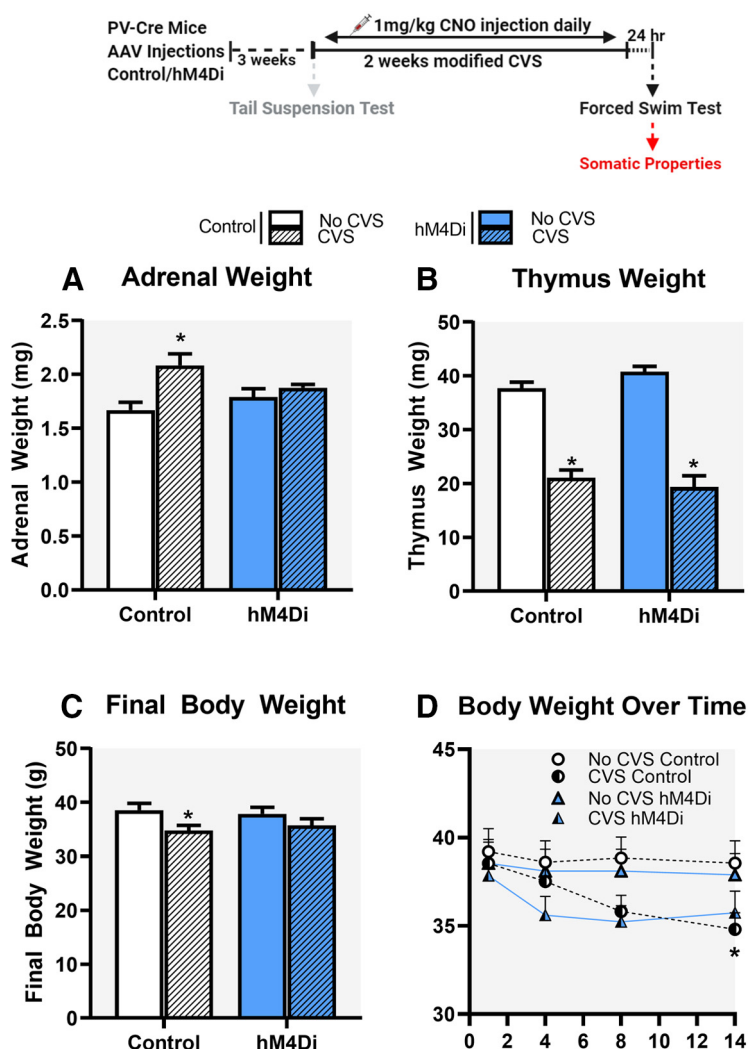 PV-Cre Mice
AAV Injections
Control/hM4Di
3 weeks
1mg/kg CNO injection daily
2 weeks modified CVS
24 hr
Tail Suspension Test
Forced Swim Test
Somatic Properties
Control
No CVS
CVS
hM4Di
No CVS
CVS
A Adrenal Weight
Adrenal Weight (mg)
2.5
2.0
1.5
1.0
0.5
0.0
*
Control hM4Di
B Thymus Weight
Thymus Weight (mg)
50
40
30
20
10
0
* *
Control hM4Di
C Final Body Weight
Final Body Weight (g)
50
40
30
20
10
0
*
Control hM4Di
D Body Weight Over Time
45
40
35
30
No CVS Control
CVS Control
No CVS hM4Di
CVS hM4Di
*
0 2 4 6 8 10 12 14